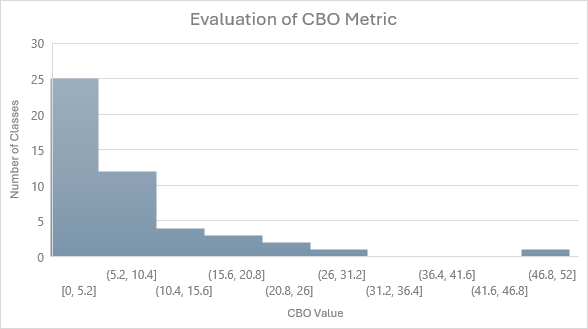 Evaluation of CBO Metric
30
25
20
15
10
5
0
Number of Classes
(5.2, 10.4] (15.6, 20.8] (26, 31.2] (36.4, 41.6] (46.8, 52]
[0, 5.2] (10.4, 15.6] (20.8, 26] (31.2, 36.4] (41.6, 46.8]
CBO Value